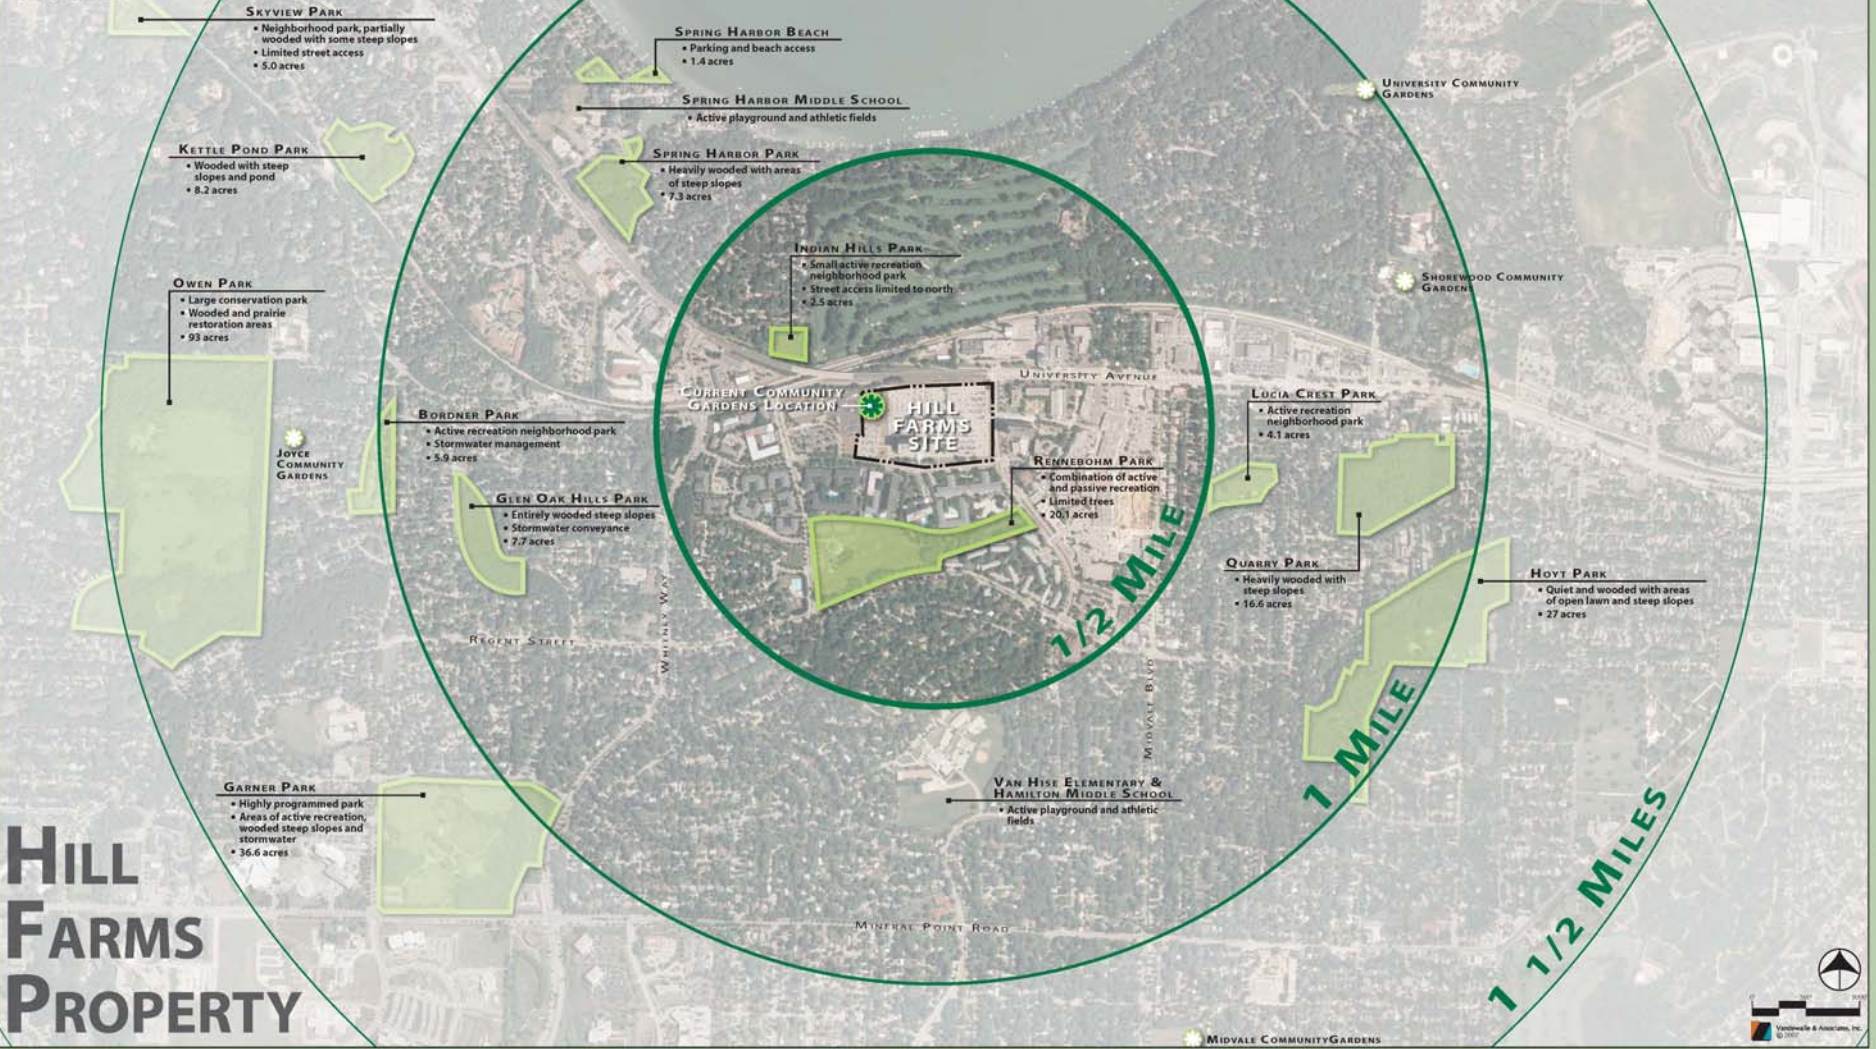 SKYVIEW PARK
▪ Neighborhood park, partially
wooded with some steep slopes
▪ Limited street access
▪ 5.0 acres
SPRING HARBOR BEACH
▪ Parking and beach access
▪ 1.4 acres
SPRING HARBOR MIDDLE SCHOOL
▪ Active playground and athletic fields
UNIVERSITY COMMUNITY
GARDENS
KETTLE POND PARK
▪ Wooded with steep
slopes and pond
▪ 8.2 acres
SPRING HARBOR PARK
▪ Heavily wooded with areas
of steep slopes
▪ 7.3 acres
INDIAN HILLS PARK
▪ Small active recreation
neighborhood park
▪ Street access limited to north
▪ 2.5 acres
SHOREWOOD COMMUNITY
GARDENS
OWEN PARK
▪ Large conservation park
▪ Wooded and prairie
restoration areas
▪ 93 acres
UNIVERSITY AVENUE
CURRENT COMMUNITY
GARDENS LOCATION
HILL
FARMS
SITE
LUCIA CREST PARK
▪ Active recreation
neighborhood park
▪ 4.1 acres
BORDNER PARK
▪ Active recreation neighborhood park
▪ Stormwater management
▪ 5.9 acres
JOYCE
COMMUNITY
GARDENS
RENNEBOHM PARK
▪ Combination of active
and passive recreation
▪ Limited trees
▪ 20.1 acres
GLEN OAK HILLS PARK
▪ Entirely wooded steep slopes
▪ Stormwater conveyance
▪ 7.7 acres
1/2 MILE
QUARRY PARK
▪ Heavily wooded with
steep slopes
▪ 16.6 acres
HOYT PARK
▪ Quiet and wooded with areas
of open lawn and steep slopes
▪ 27 acres
REGENT STREET
WHITNEY WAY
MIDVALE BLVD
1 MILE
GARNER PARK
▪ Highly programmed park
▪ Areas of active recreation,
wooded steep slopes and
stormwater
▪ 36.6 acres
VAN HISE ELEMENTARY &
HAMILTON MIDDLE SCHOOL
▪ Active playground and athletic
fields
1 1/2 MILES
MINERAL POINT ROAD
HILL
FARMS
PROPERTY
MIDVALE COMMUNITY GARDENS
Vandewalle & Associates, Inc.
© 2007